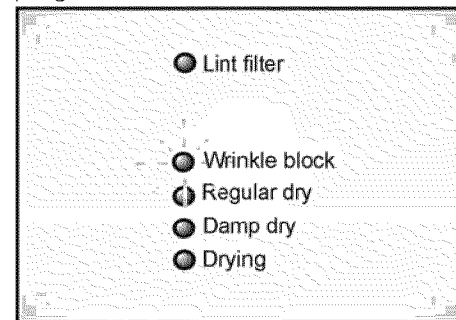 Lint filter
Wrinkle block
Regular dry
Damp dry
Drying